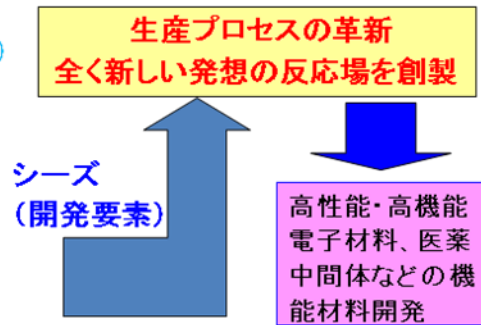 生産プロセスの革新
全く新しい発想の反応場を創製
シーズ
（開発要素）
高性能・高機能
電子材料、医薬
中間体などの機
能材料開発